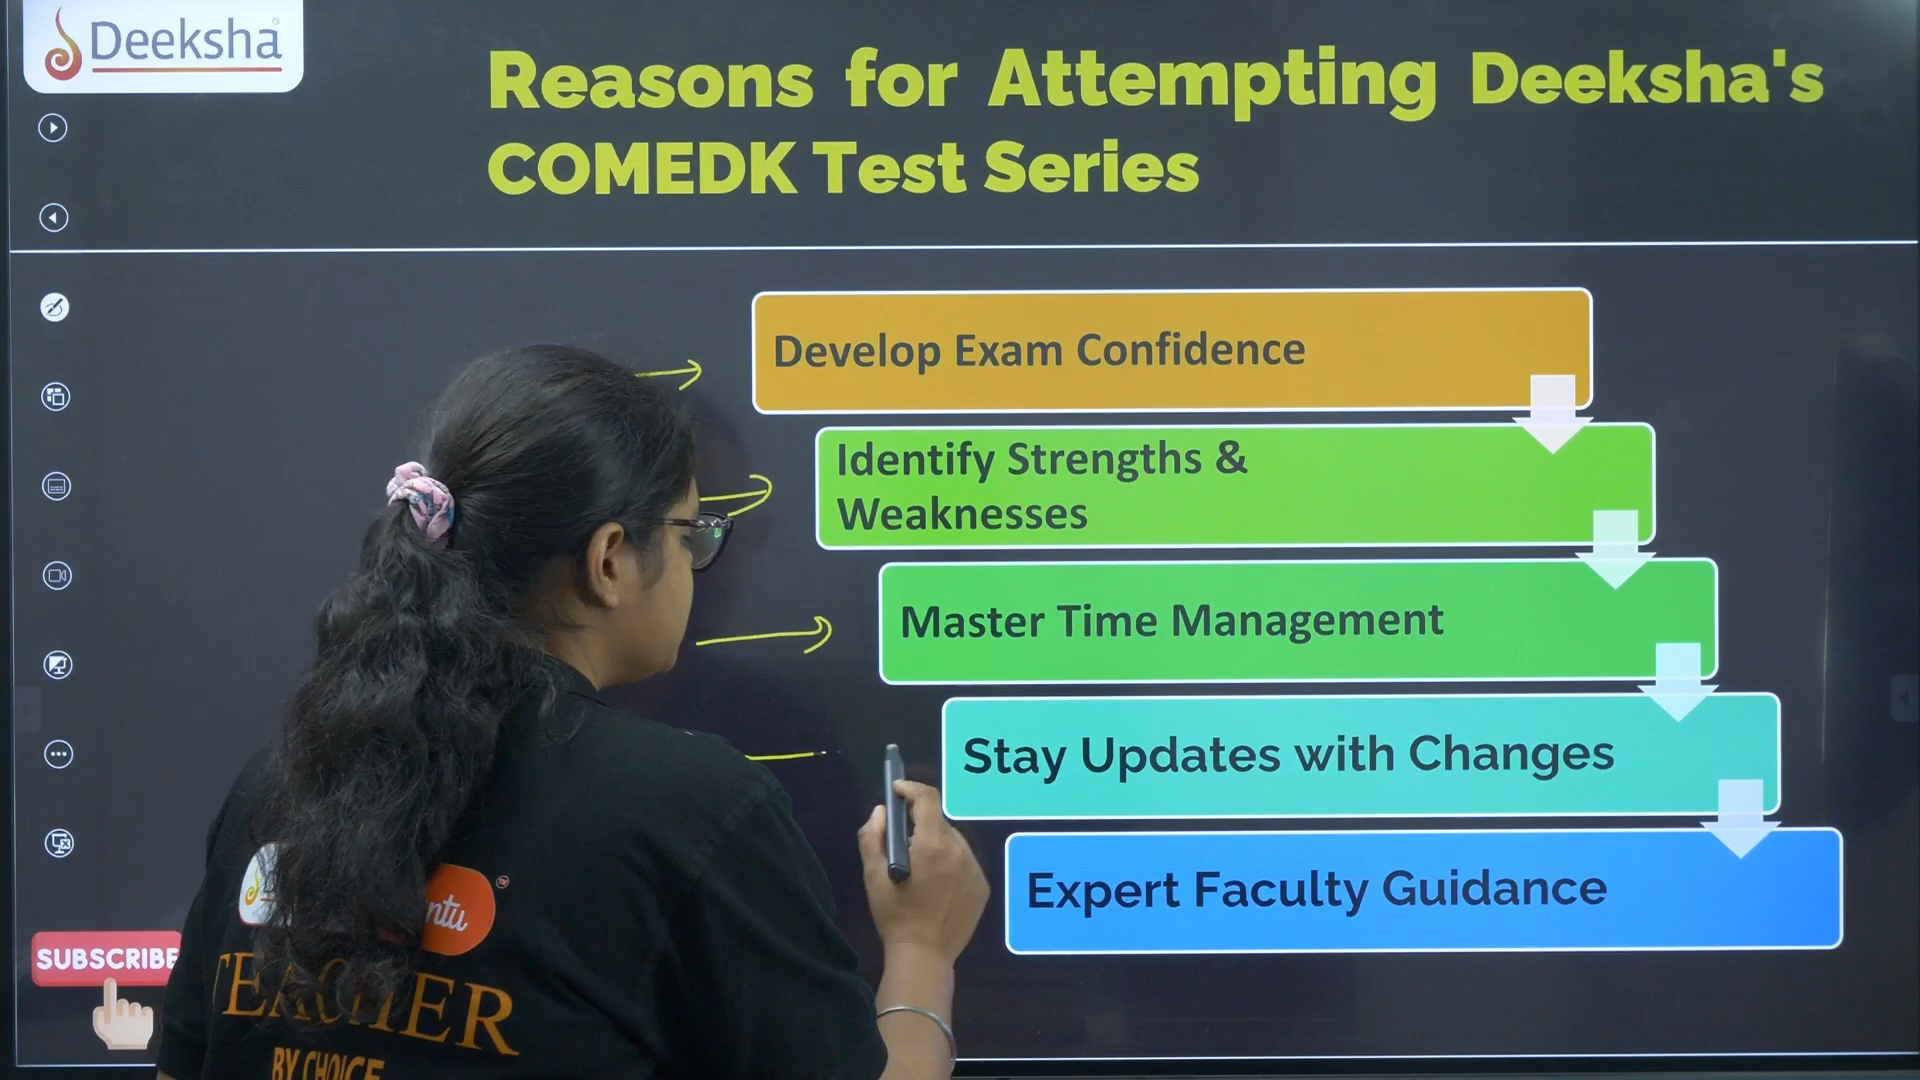 Deeksha
Reasons for Attempting Deeksha's
COMEDK Test Series
Develop Exam Confidence
Identify Strengths &
Weaknesses
Master Time Management
Stay Updates with Changes
Expert Faculty Guidance
SUBSCRIBE
TEACHER
BY CHOICE